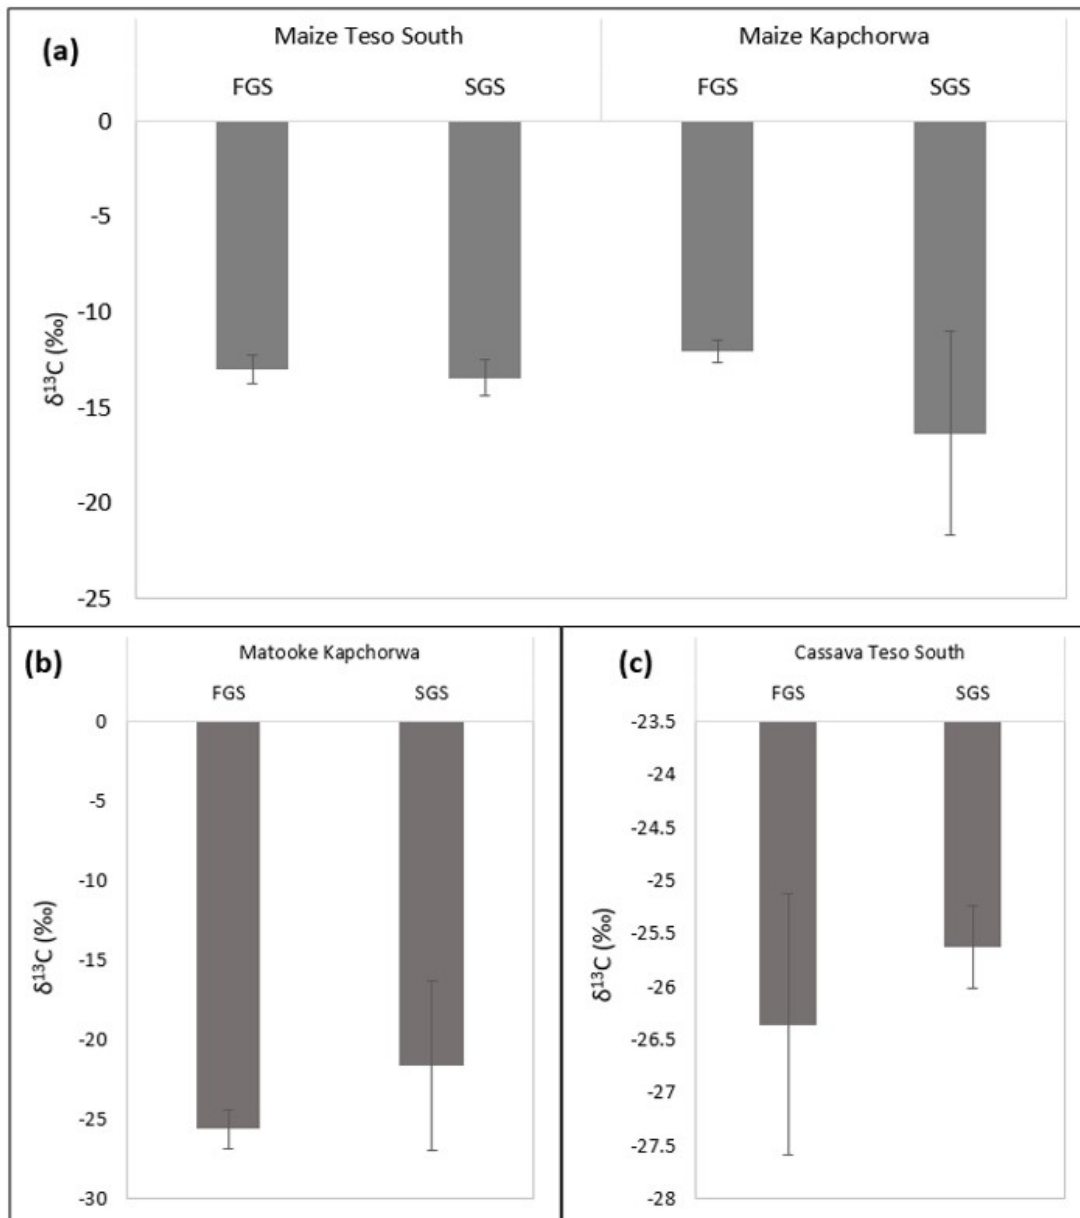 (a)
Maize Teso South
Maize Kapchorwa
FGS
SGS
FGS
SGS
0
-5
-10
-15
-20
-25
δ¹³C (‰)
(b)
Matooke Kapchorwa
FGS
SGS
0
-5
-10
-15
-20
-25
-30
δ¹³C (‰)
(c)
Cassava Teso South
FGS
SGS
-23.5
-24
-24.5
-25
-25.5
-26
-26.5
-27
-27.5
-28
δ¹³C (‰)